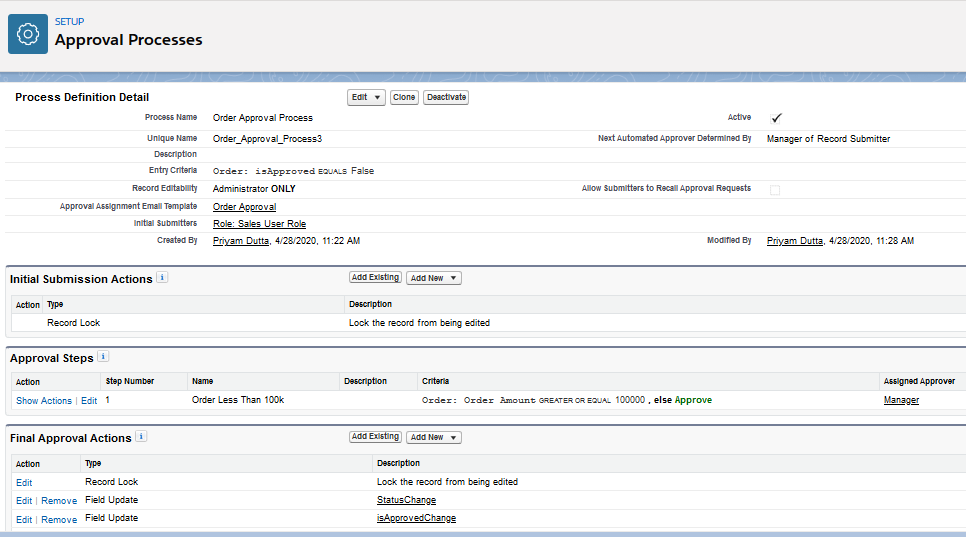 SETUP
Approval Processes
Process Definition Detail Edit ▼ Clone Deactivate
Process Name Order Approval Process Active ✓
Unique Name Order_Approval_Process3 Next Automated Approver Determined By Manager of Record Submitter
Description
Entry Criteria Order: isApproved EQUALS False
Record Editability Administrator ONLY Allow Submitters to Recall Approval Requests
Approval Assignment Email Template Order Approval
Initial Submitters Role: Sales User Role
Created By Priyam Dutta, 4/28/2020, 11:22 AM Modified By Priyam Dutta, 4/28/2020, 11:28 AM
Initial Submission Actions i Add Existing Add New ▼
Action Type Description
Record Lock Lock the record from being edited
Approval Steps i
Action Step Number Name Description Criteria Assigned Approver
Show Actions | Edit 1 Order Less Than 100k Order: Order Amount GREATER OR EQUAL 100000 , else Approve Manager
Final Approval Actions i Add Existing Add New ▼
Action Type Description
Edit Record Lock Lock the record from being edited
Edit | Remove Field Update StatusChange
Edit | Remove Field Update isApprovedChange